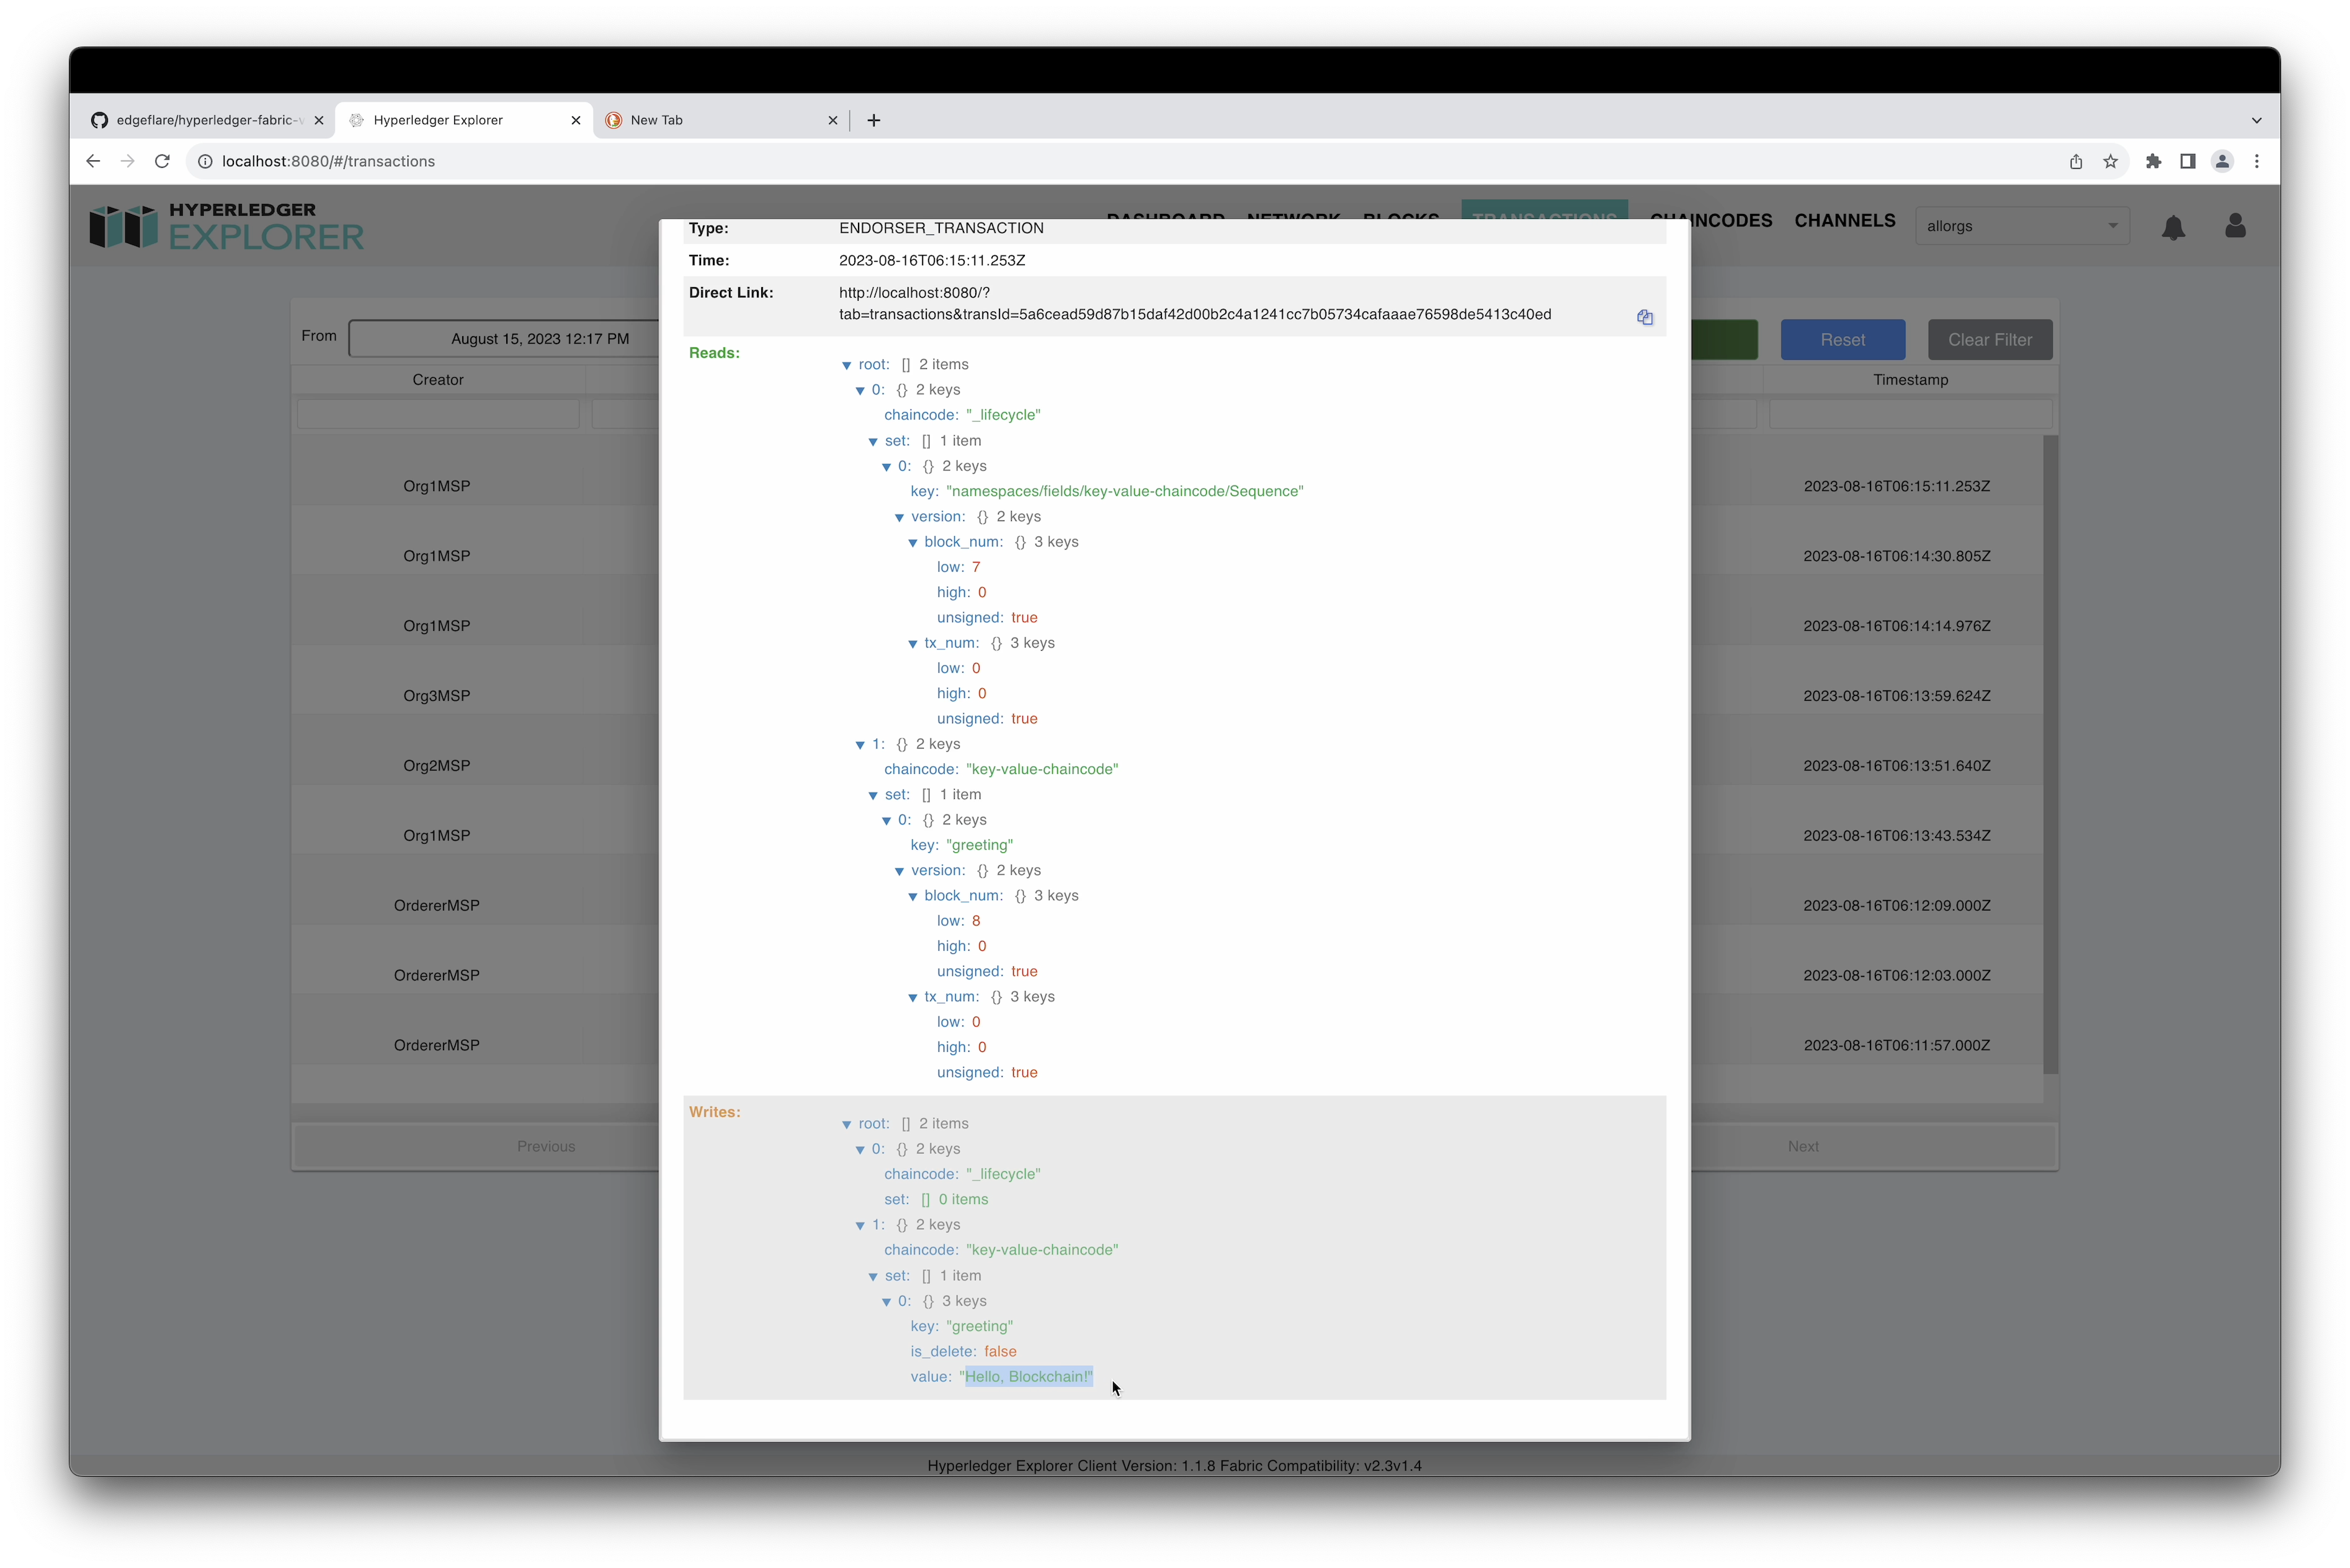 edgeflare/hyperledger-fabric-v
Hyperledger Explorer
New Tab
localhost:8080/#/transactions
HYPERLEDGER
EXPLORER
DASHBOARD NETWORK BLOCKS TRANSACTIONS CHAINCODES CHANNELS
allorgs
Type: ENDORSER_TRANSACTION
Time: 2023-08-16T06:15:11.253Z
Direct Link: http://localhost:8080/?
tab=transactions&transId=5a6cead59d87b15daf42d00b2c4a1241cc7b05734cafaaae76598de5413c40ed
From August 15, 2023 12:17 PM
Reset
Clear Filter
Creator
Timestamp
Org1MSP 2023-08-16T06:15:11.253Z
Org1MSP 2023-08-16T06:14:30.805Z
Org1MSP 2023-08-16T06:14:14.976Z
Org3MSP 2023-08-16T06:13:59.624Z
Org2MSP 2023-08-16T06:13:51.640Z
Org1MSP 2023-08-16T06:13:43.534Z
OrdererMSP 2023-08-16T06:12:09.000Z
OrdererMSP 2023-08-16T06:12:03.000Z
OrdererMSP 2023-08-16T06:11:57.000Z
Previous
Next
Reads:
root: [] 2 items
0: {} 2 keys
chaincode: "_lifecycle"
set: [] 1 item
0: {} 2 keys
key: "namespaces/fields/key-value-chaincode/Sequence"
version: {} 2 keys
block_num: {} 3 keys
low: 7
high: 0
unsigned: true
tx_num: {} 3 keys
low: 0
high: 0
unsigned: true
1: {} 2 keys
chaincode: "key-value-chaincode"
set: [] 1 item
0: {} 2 keys
key: "greeting"
version: {} 2 keys
block_num: {} 3 keys
low: 8
high: 0
unsigned: true
tx_num: {} 3 keys
low: 0
high: 0
unsigned: true
Writes:
root: [] 2 items
0: {} 2 keys
chaincode: "_lifecycle"
set: [] 0 items
1: {} 2 keys
chaincode: "key-value-chaincode"
set: [] 1 item
0: {} 3 keys
key: "greeting"
is_delete: false
value: "Hello, Blockchain!"
Hyperledger Explorer Client Version: 1.1.8 Fabric Compatibility: v2.3v1.4